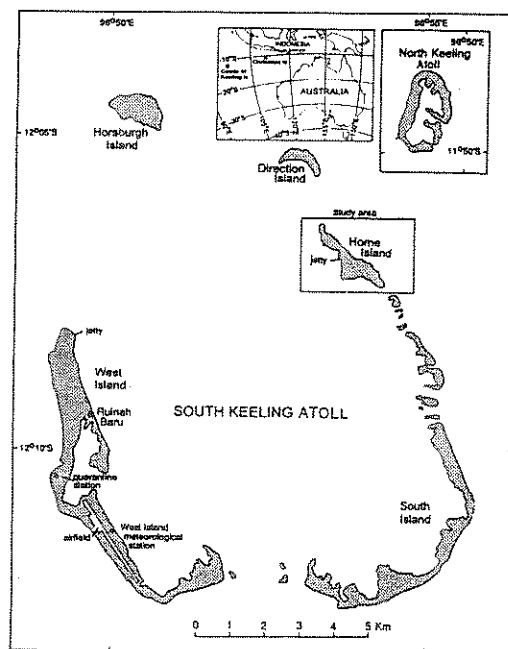 96°50'E
96°50'E
96°50'E
INDONESIA
AUSTRALIA
North Keeling
Atoll
11°50'S
12°05'S
Horsburgh
Island
Direction
Island
Study area
Home
Island
jetty
jetty
West
Island
Rumah
Baru
SOUTH KEELING ATOLL
12°10'S
quarantine
station
West Island
meteorological
station
airfield
South
Island
0 1 2 3 4 5 Km